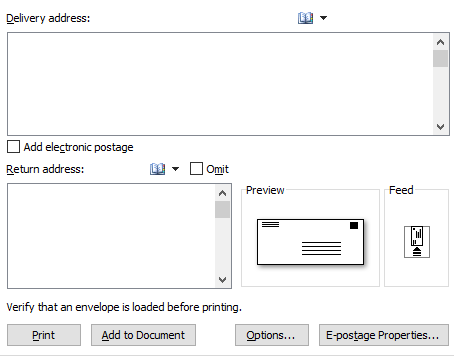 Delivery address:
Add electronic postage
Return address: Omit
Preview Feed
Verify that an envelope is loaded before printing.
Print Add to Document Options... E-postage Properties...